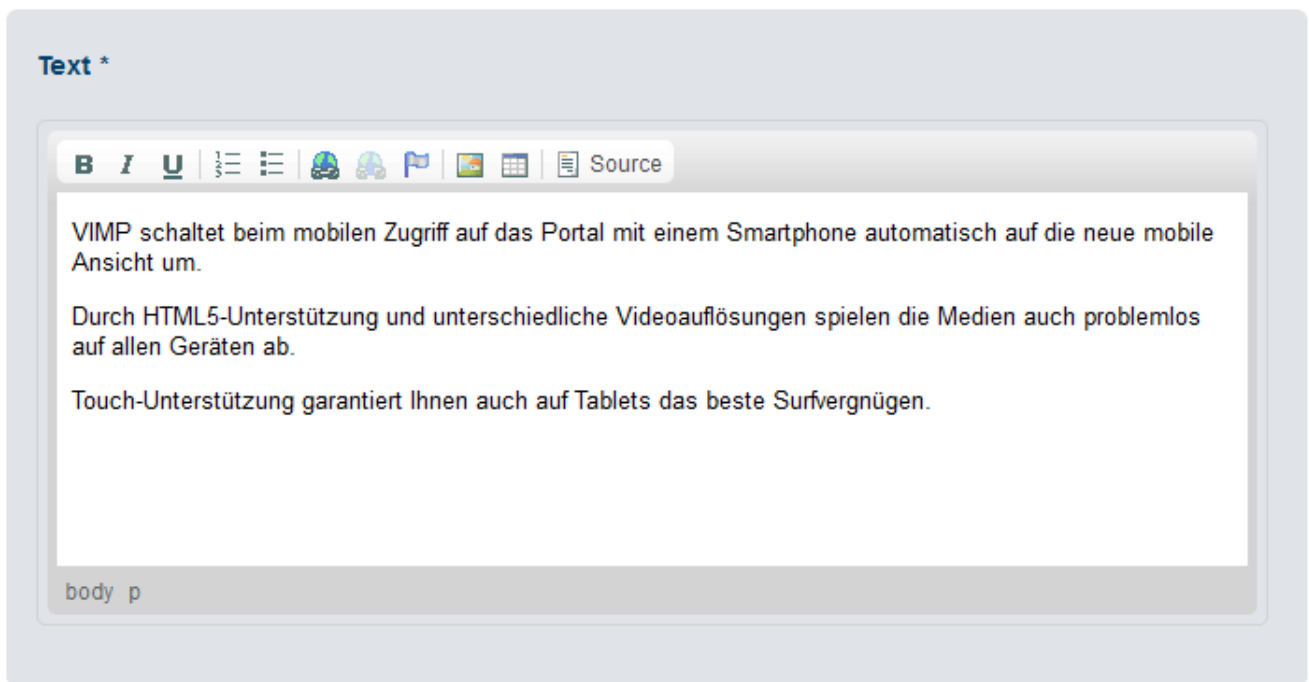 Text *
B I U Source
VIMP schaltet beim mobilen Zugriff auf das Portal mit einem Smartphone automatisch auf die neue mobile
Ansicht um.
Durch HTML5-Unterstützung und unterschiedliche Videoauflösungen spielen die Medien auch problemlos
auf allen Geräten ab.
Touch-Unterstützung garantiert Ihnen auch auf Tablets das beste Surfvergnügen.
body p